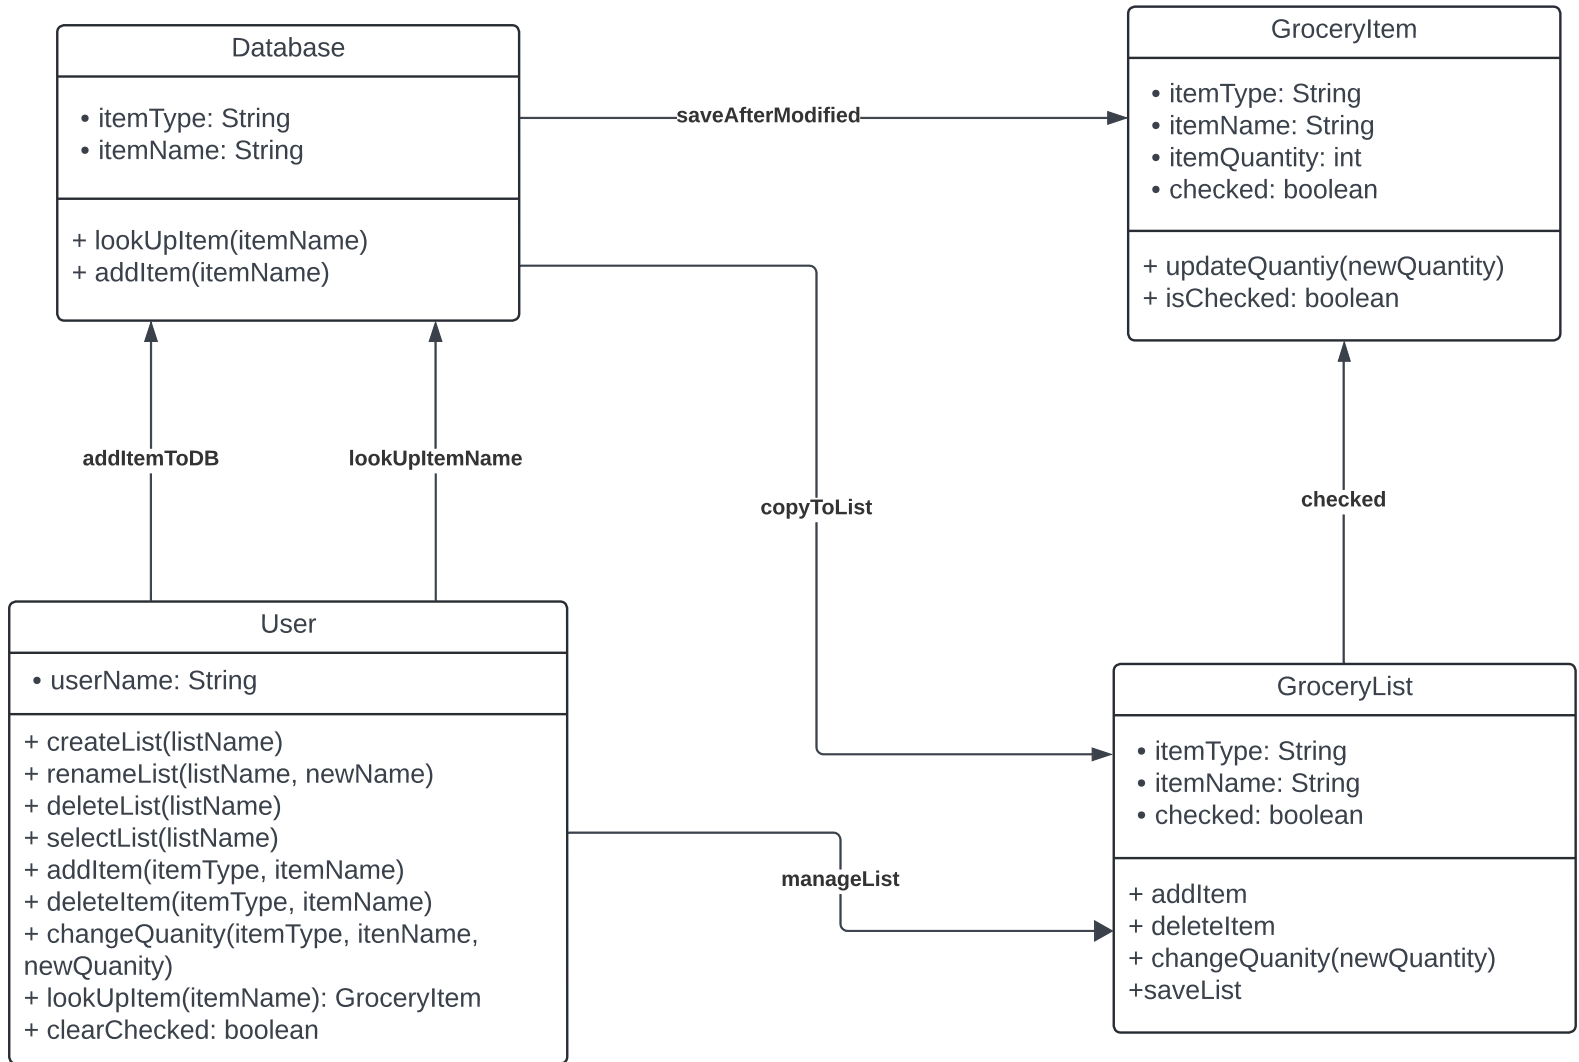 Database
• itemType: String
• itemName: String
+ lookUpItem(itemName)
+ addItem(itemName)
saveAfterModified
GroceryItem
• itemType: String
• itemName: String
• itemQuantity: int
• checked: boolean
+ updateQuantiy(newQuantity)
+ isChecked: boolean
addItemToDB
lookUpItemName
copyToList
checked
User
• userName: String
+ createList(listName)
+ renameList(listName, newName)
+ deleteList(listName)
+ selectList(listName)
+ addItem(itemType, itemName)
+ deleteItem(itemType, itemName)
+ changeQuanity(itemType, itenName,
newQuanity)
+ lookUpItem(itemName): GroceryItem
+ clearChecked: boolean
manageList
GroceryList
• itemType: String
• itemName: String
• checked: boolean
+ addItem
+ deleteItem
+ changeQuanity(newQuantity)
+saveList